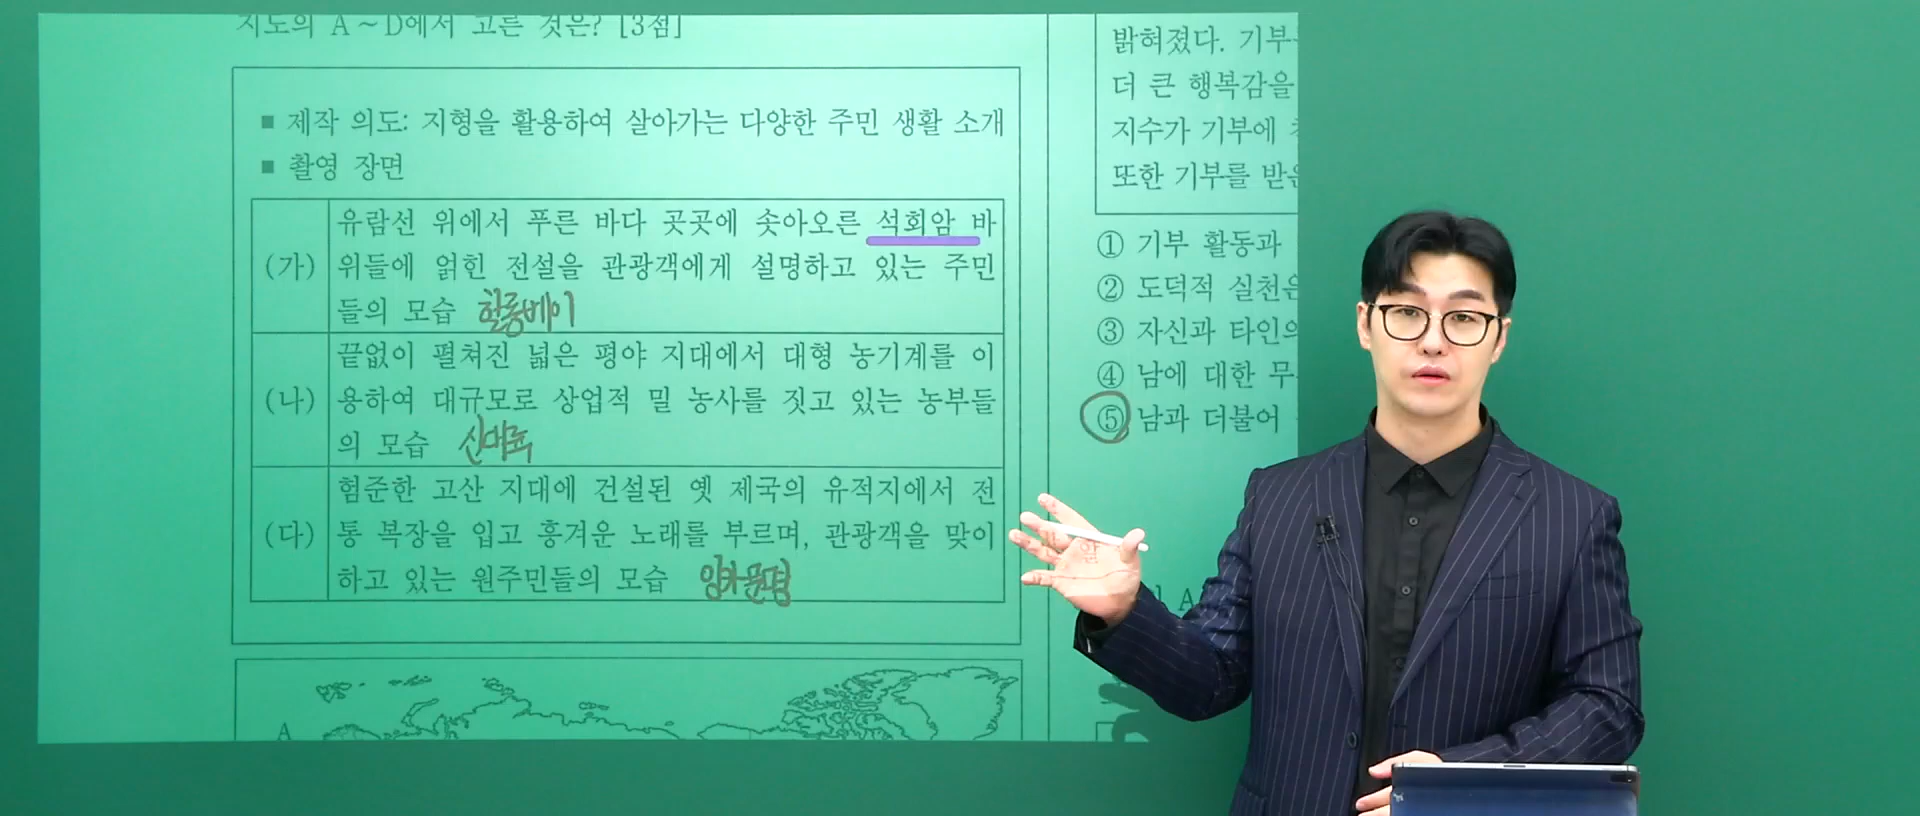 지도의 A～D에서 고른 것은? [3점]
■ 제작 의도: 지형을 활용하여 살아가는 다양한 주민 생활 소개
■ 촬영 장면
(가)
유람선 위에서 푸른 바다 곳곳에 솟아오른 석회암 바
위들에 얽힌 전설을 관광객에게 설명하고 있는 주민
들의 모습 할롱베이
(나)
끝없이 펼쳐진 넓은 평야 지대에서 대형 농기계를 이
용하여 대규모로 상업적 밀 농사를 짓고 있는 농부들
의 모습 신대륙
(다)
험준한 고산 지대에 건설된 옛 제국의 유적지에서 전
통 복장을 입고 흥겨운 노래를 부르며, 관광객을 맞이
하고 있는 원주민들의 모습 잉카문명
A
밝혀졌다. 기부
더 큰 행복감을
지수가 기부에
또한 기부를 받은
① 기부 활동과
② 도덕적 실천은
③ 자신과 타인의
④ 남에 대한 무
⑤ 남과 더불어
A